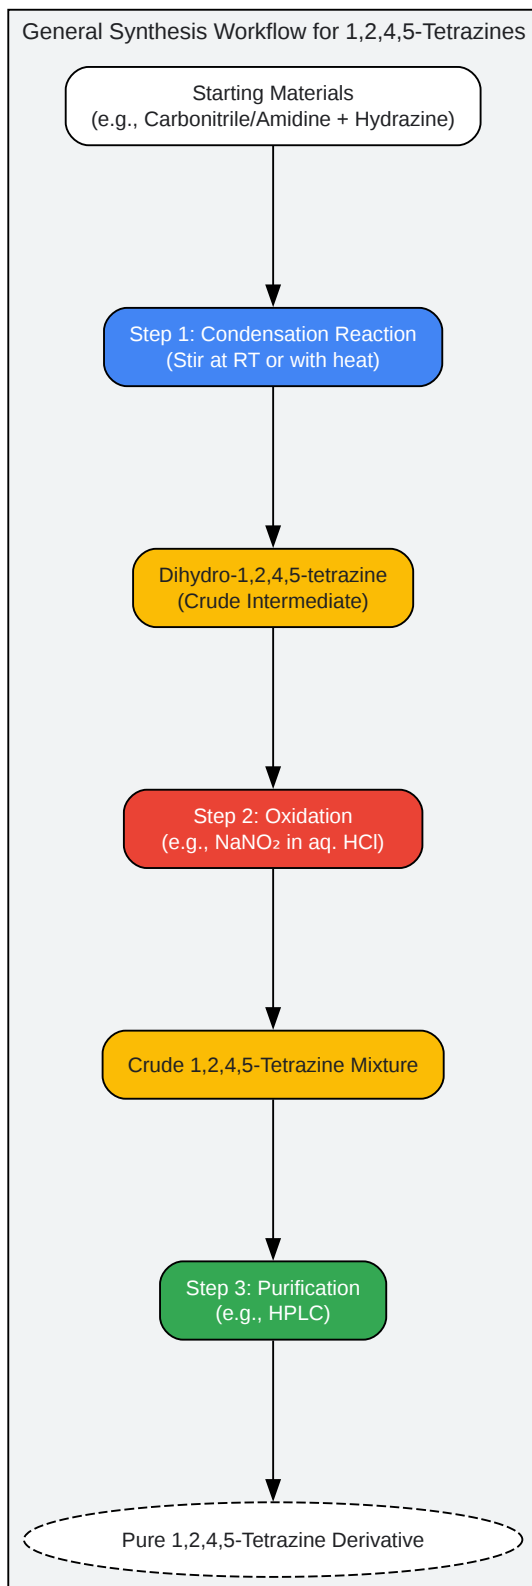 General Synthesis Workflow for 1,2,4,5-Tetrazines
Starting Materials
(e.g., Carbonitrile/Amidine + Hydrazine)
Step 1: Condensation Reaction
(Stir at RT or with heat)
Dihydro-1,2,4,5-tetrazine
(Crude Intermediate)
Step 2: Oxidation
(e.g., NaNO₂ in aq. HCl)
Crude 1,2,4,5-Tetrazine Mixture
Step 3: Purification
(e.g., HPLC)
Pure 1,2,4,5-Tetrazine Derivative